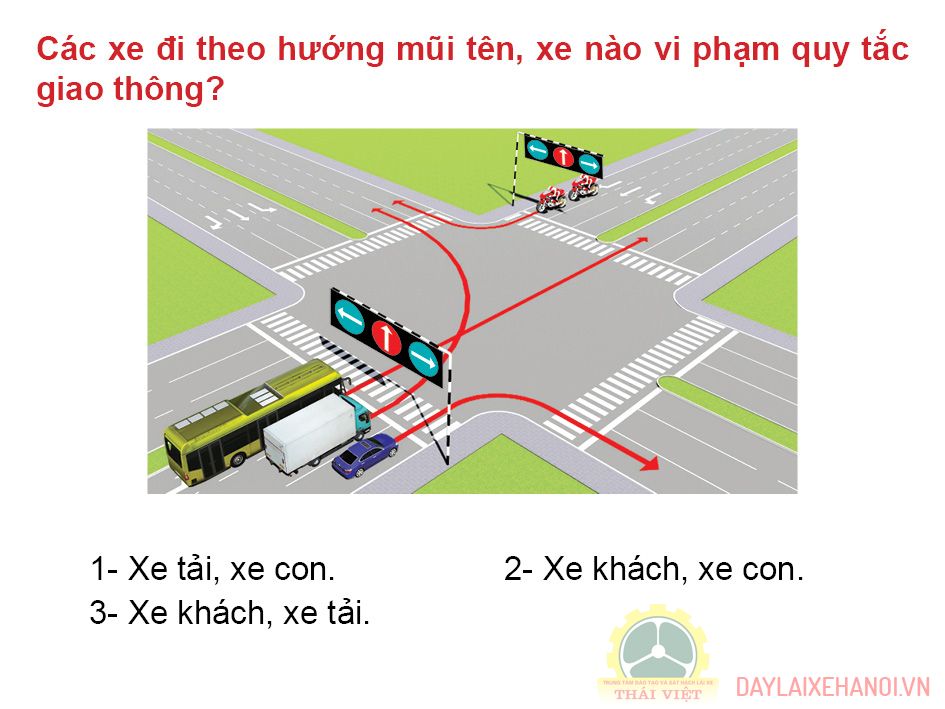 Các xe đi theo hướng mũi tên, xe nào vi phạm quy tắc
giao thông?
1- Xe tải, xe con.
2- Xe khách, xe con.
3- Xe khách, xe tải.
TRUNG TÂM ĐÀO TẠO VÀ SÁT HẠCH LÁI XE
THÁI VIỆT
DAYLAIXEHANOI.VN